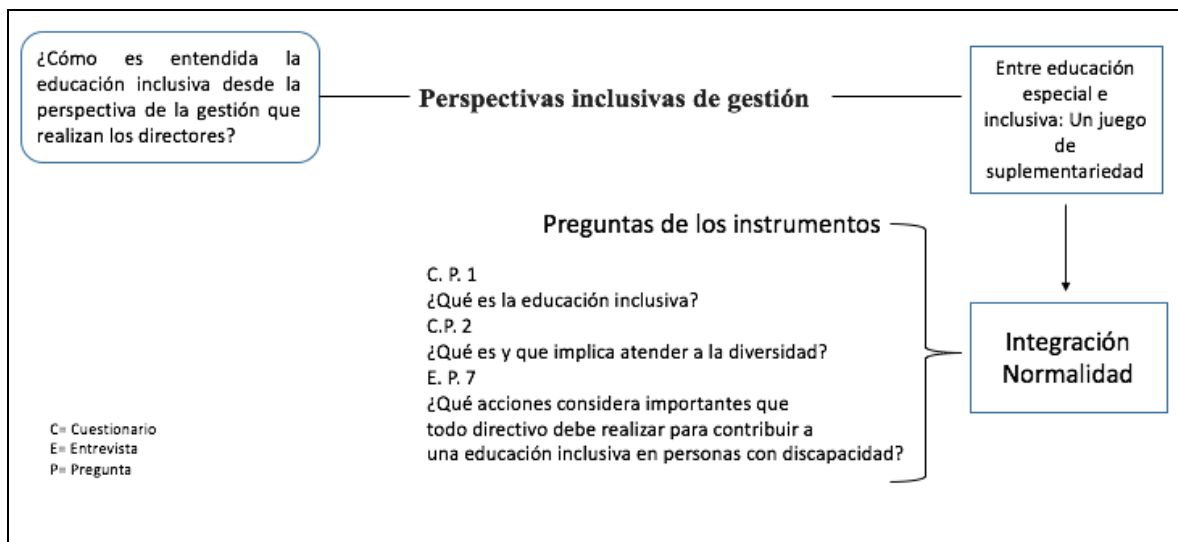 ¿Cómo es entendida la
educación inclusiva desde la
perspectiva de la gestión que
realizan los directores?
Perspectivas inclusivas de gestión
Entre educación
especial e
inclusiva: Un juego
de
suplementariedad
Preguntas de los instrumentos
C. P. 1
¿Qué es la educación inclusiva?
C.P. 2
¿Qué es y que implica atender a la diversidad?
E. P. 7
¿Qué acciones considera importantes que
todo directivo debe realizar para contribuir a
una educación inclusiva en personas con discapacidad?
Integración
Normalidad
C= Cuestionario
E= Entrevista
P= Pregunta